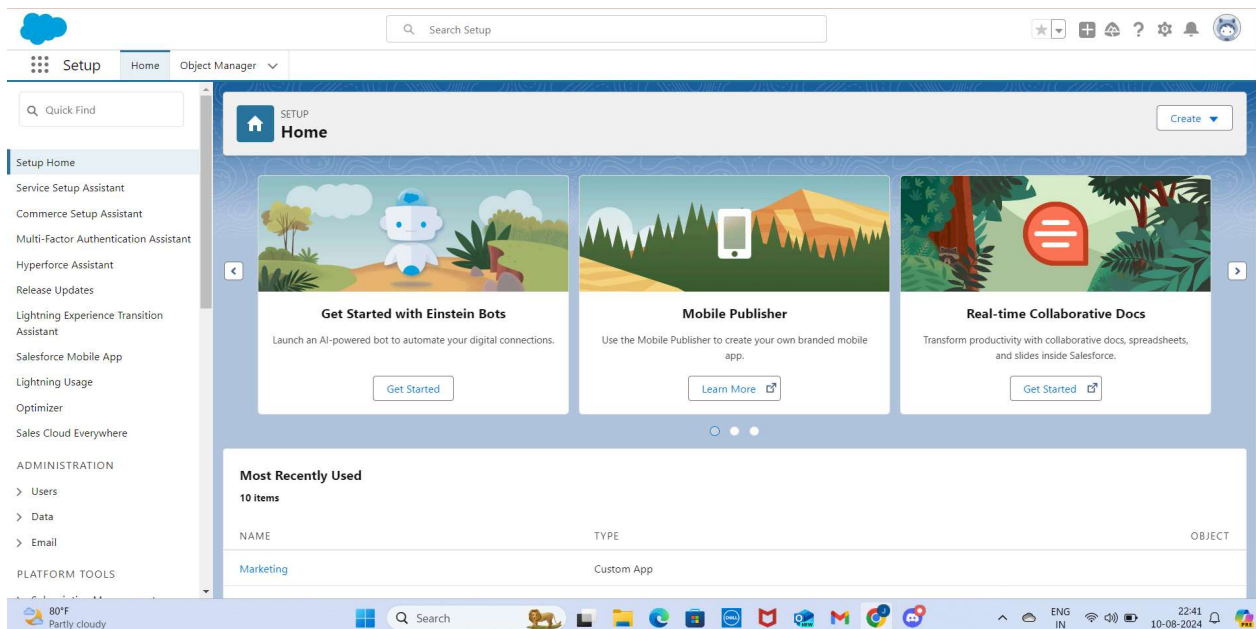 Search Setup
Setup
Home
Object Manager
Quick Find
Setup Home
Service Setup Assistant
Commerce Setup Assistant
Multi-Factor Authentication Assistant
Hyperforce Assistant
Release Updates
Lightning Experience Transition
Assistant
Salesforce Mobile App
Lightning Usage
Optimizer
Sales Cloud Everywhere
ADMINISTRATION
Users
Data
Email
PLATFORM TOOLS
SETUP
Home
Create
Get Started with Einstein Bots
Launch an AI-powered bot to automate your digital connections.
Get Started
Mobile Publisher
Use the Mobile Publisher to create your own branded mobile
app.
Learn More
Real-time Collaborative Docs
Transform productivity with collaborative docs, spreadsheets,
and slides inside Salesforce.
Get Started
Most Recently Used
10 items
NAME TYPE OBJECT
Marketing Custom App
80°F
Partly cloudy
Search
ENG
IN
22:41
10-08-2024